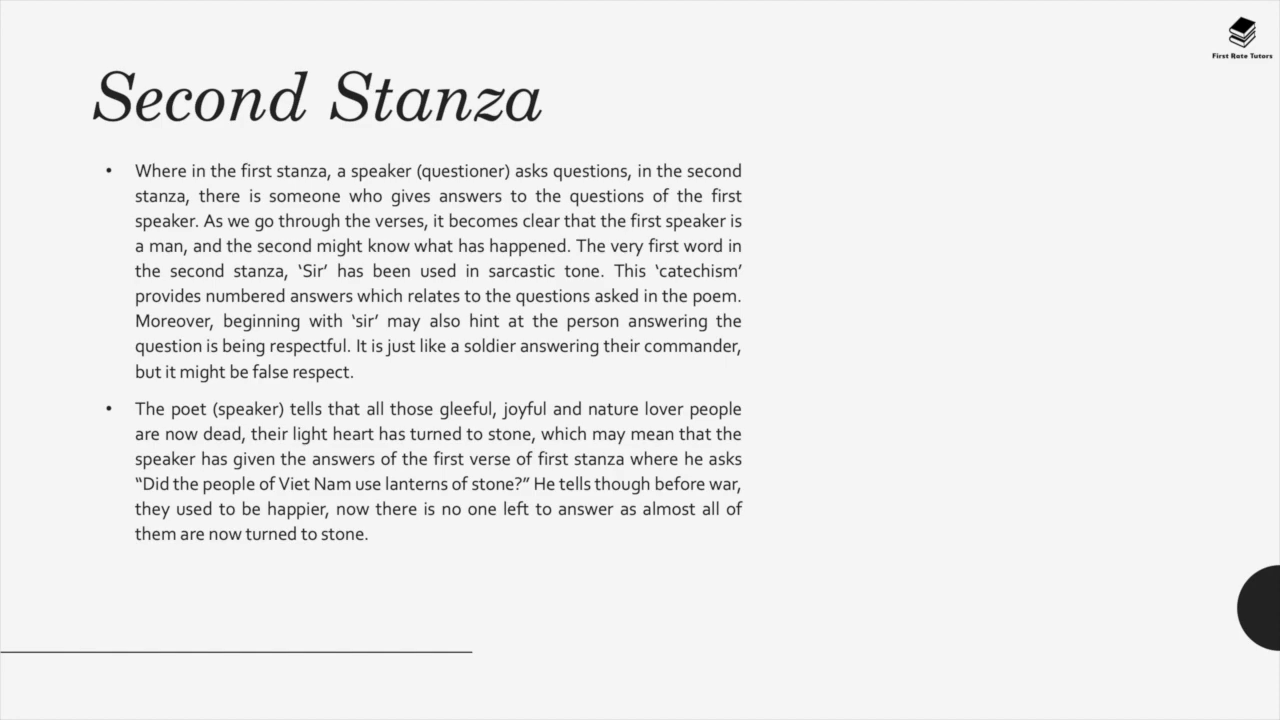 First Rate Tutors
Second Stanza
• Where in the first stanza, a speaker (questioner) asks questions, in the second
stanza, there is someone who gives answers to the questions of the first
speaker. As we go through the verses, it becomes clear that the first speaker is
a man, and the second might know what has happened. The very first word in
the second stanza, ‘Sir’ has been used in sarcastic tone. This ‘catechism’
provides numbered answers which relates to the questions asked in the poem.
Moreover, beginning with ‘sir’ may also hint at the person answering the
question is being respectful. It is just like a soldier answering their commander,
but it might be false respect.
• The poet (speaker) tells that all those gleeful, joyful and nature lover people
are now dead, their light heart has turned to stone, which may mean that the
speaker has given the answers of the first verse of first stanza where he asks
“Did the people of Viet Nam use lanterns of stone?” He tells though before war,
they used to be happier, now there is no one left to answer as almost all of
them are now turned to stone.